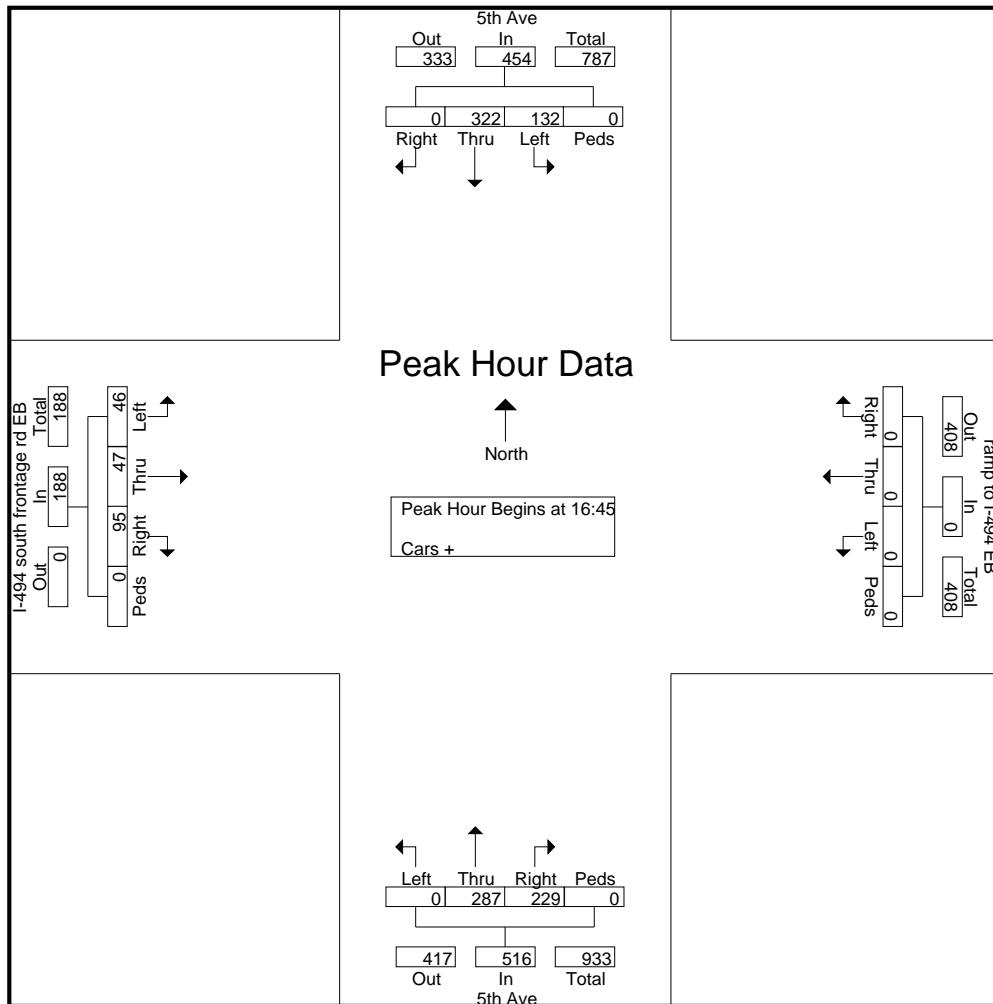 5th Ave
Out In Total
333 454 787
0 322 132 0
Right Thru Left Peds
Peak Hour Data
North
Peak Hour Begins at 16:45
Cars +
I-494 south frontage rd EB
Total In Out
188 188 0
46 47 95 0
Left Thru Right Peds
ramp to I-494 EB
Out In Total
408 0 408
0 0 0 0
Right Thru Left Peds
Left Thru Right Peds
0 287 229 0
417 516 933
Out In Total
5th Ave